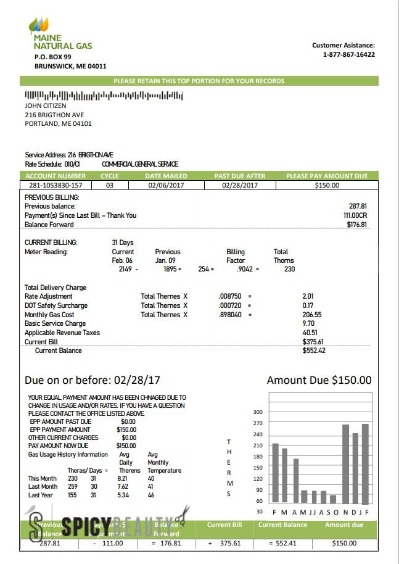 MAINE
NATURAL GAS
P.O. BOX 99
BRUNSWICK, ME 04011
Customer Asistance:
1-877-867-16422
PLEASE RETAIN THIS TOP PORTION FOR YOUR RECORDS
JOHN CITIZEN
216 BRIGTHON AVE
PORTLAND, ME 04101
Service Address: 216 BRIGTHON AVE
Rate Schedule: 010/01 COMMERCIAL GENERAL SERVICE
ACCOUNT NUMBER CYCLE DATE MAILED PAST DUE AFTER PLEASE PAY AMOUNT DUE
281-1053830-157 03 02/06/2017 02/28/2017 $150.00
PREVIOUS BILLING:
Previous balance: 287.81
Payment(s) Since Last Bill – Thank You 111.00CR
Balance Forward $176.81
CURRENT BILLING: 31 Days
Meter Reading: Current Previous Billing Total
Feb. 06 Jan. 09 Factor Thorns
2149 - 1895 = 254 = .9042 = 230
Total Delivery Charge
Rate Adjustment Total Thermes X .008750 = 2.01
DOT Safety Surcharge Total Thermes X .000720 = 0.17
Monthly Gas Cost Total Thermes X .898040 = 206.55
Basic Service Charge 9.70
Applicable Revenue Taxes 40.51
Current Bill $375.61
Current Balance $552.42
Due on or before: 02/28/17 Amount Due $150.00
YOUR EQUAL PAYMENT AMOUNT HAS BEEN CHNAGED DUE TO
CHANGE IN USAGE AND/OR RATES. IF YOU HAVE A QUESTION
PLEASE CONTACT THE OFFICE LISTED ABOVE.
EPP AMOUNT PAST DUE $0.00
EPP PAYMENT AMOUNT $150.00
OTHER CURRENT CHARGES $0.00
PAY AMOUNT NOW DUE $150.00
Gas Usage History Information Avg Avg
Daily Monthly
Theras/ Days = Therens Temperature
This Month 230 31 8.21 40
Last Month 259 30 7.62 41
Last Year 155 31 5.34 46
THERMS
300
270
240
210
180
150
120
90
60
30
F M A M J J A S O N D J F
SPICYBEAUTY
Previous Balance Balance Forward Current Bill Current Balance Amount due
287.81 - 111.00 = 176.81 + 375.61 = 552.41 $150.00